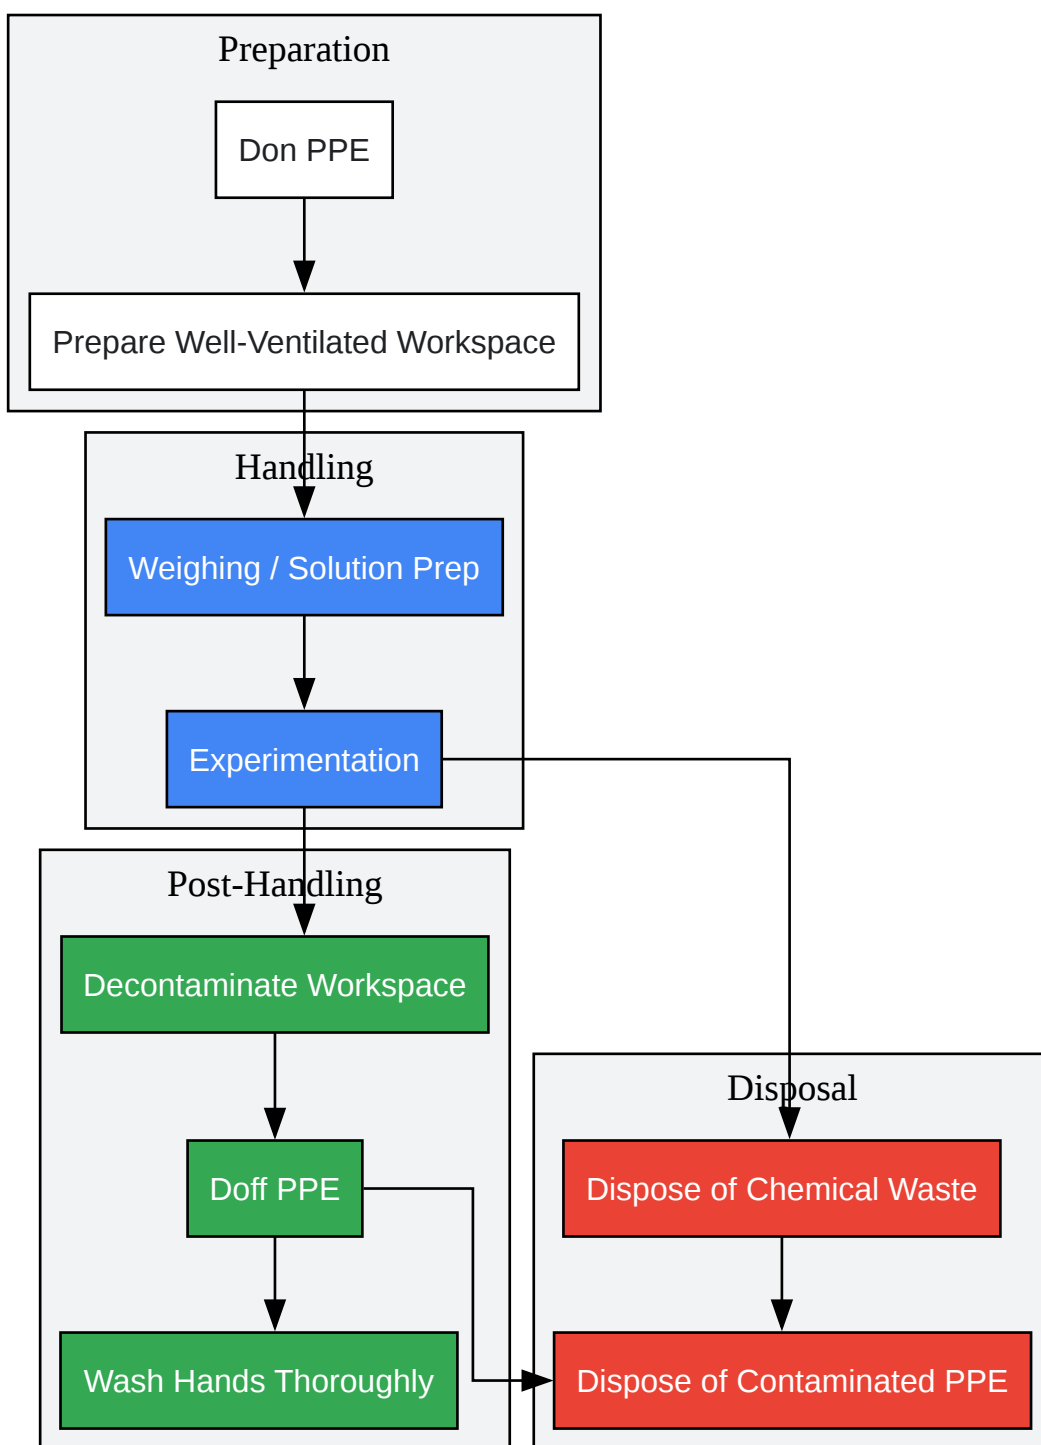 Preparation
Don PPE
Prepare Well-Ventilated Workspace
Handling
Weighing / Solution Prep
Experimentation
Post-Handling
Decontaminate Workspace
Doff PPE
Wash Hands Thoroughly
Disposal
Dispose of Chemical Waste
Dispose of Contaminated PPE